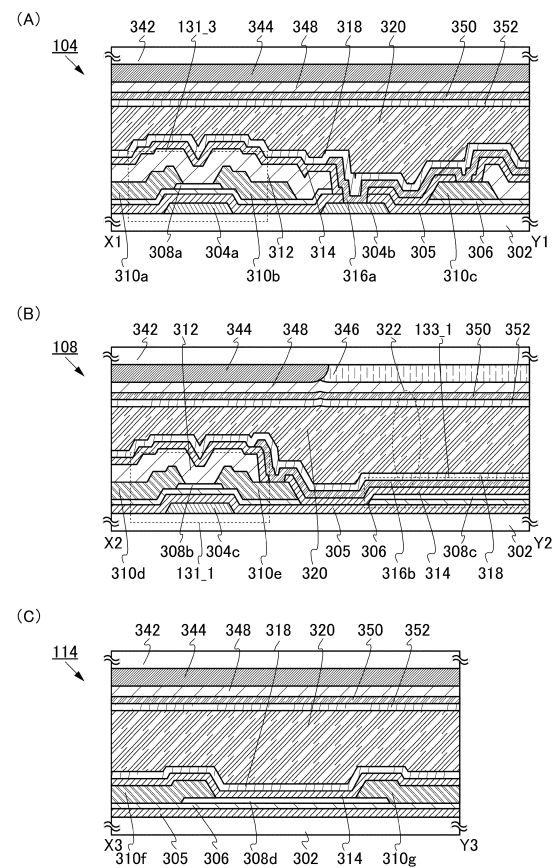 (A)
104
342 131_3 344 348 318 320 350 352
X1 Y1
308a 304a 312 314 304b 305 306 302
310a 310b 316a 310c
(B)
108
342 312 344 348 346 322 133_1 350 352
X2 Y2
308b 304c 305 306 308c 302
310d 131_1 310e 320 316b 314 318
(C)
114
342 344 348 318 320 350 352
X3 Y3
310f 305 306 308d 302 314 310g